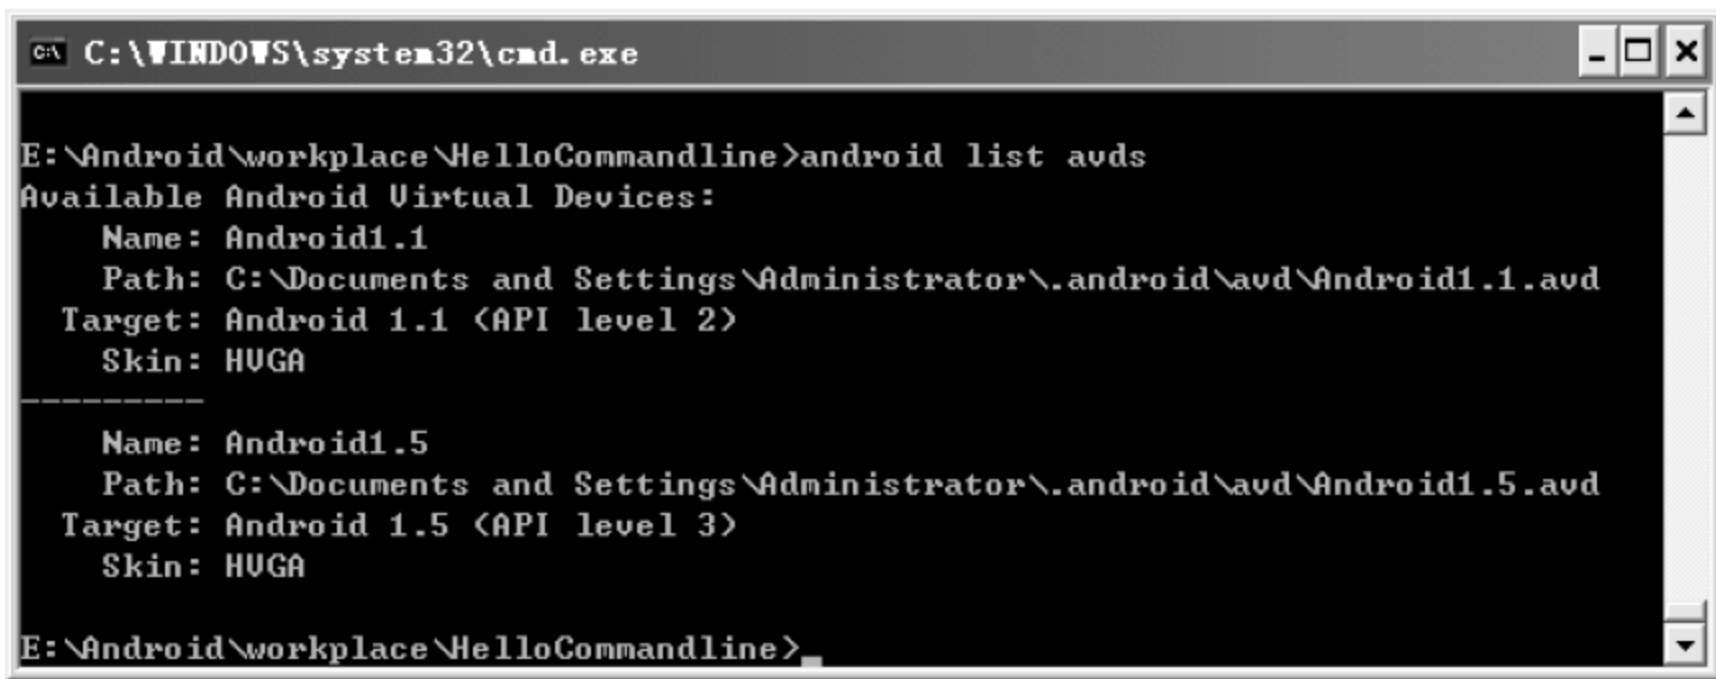 C:\WINDOWS\system32\cmd.exe
E:\Android\workplace\HelloCommandline>android list avds
Available Android Virtual Devices:
    Name: Android1.1
    Path: C:\Documents and Settings\Administrator\.android\avd\Android1.1.avd
  Target: Android 1.1 (API level 2)
    Skin: HVGA
---------
    Name: Android1.5
    Path: C:\Documents and Settings\Administrator\.android\avd\Android1.5.avd
  Target: Android 1.5 (API level 3)
    Skin: HVGA
E:\Android\workplace\HelloCommandline>_